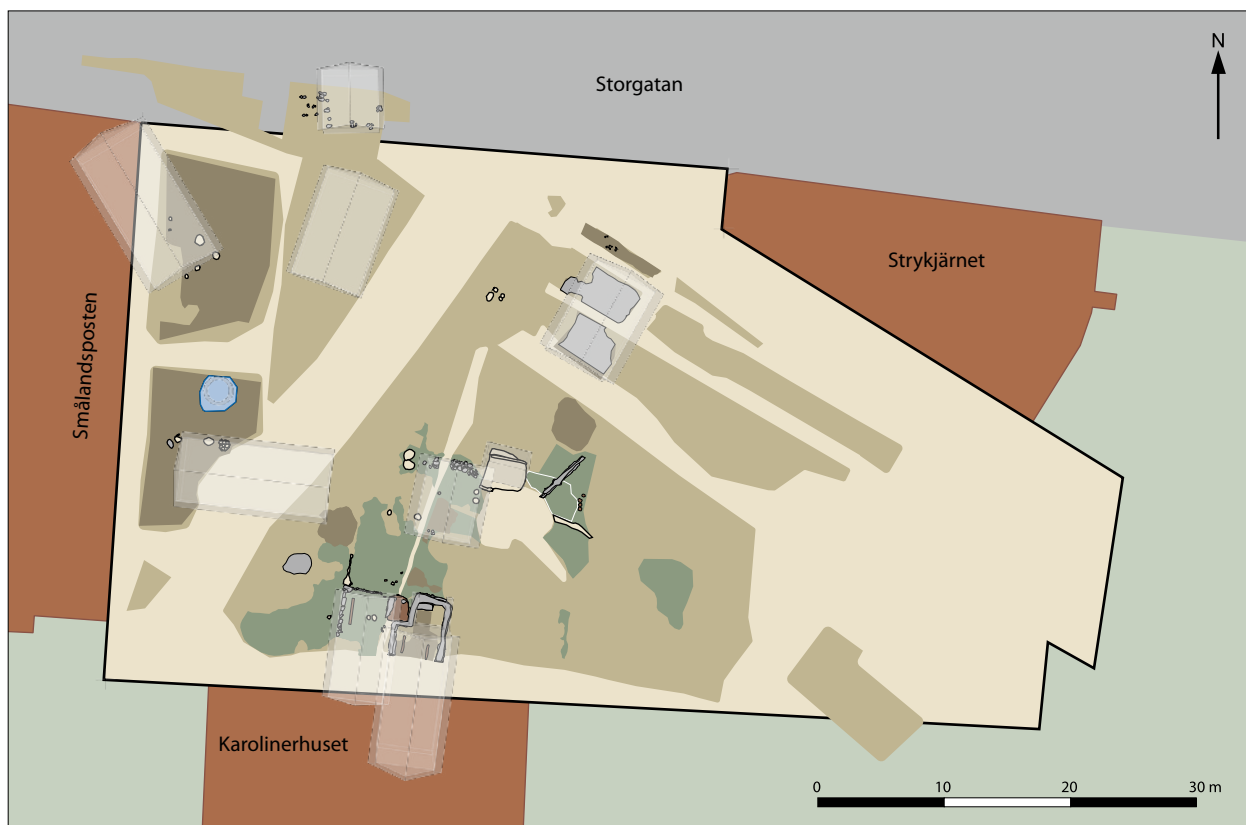 N
Storgatan
Strykjärnet
Smålandsposten
Karolinerhuset
0 10 20 30 m